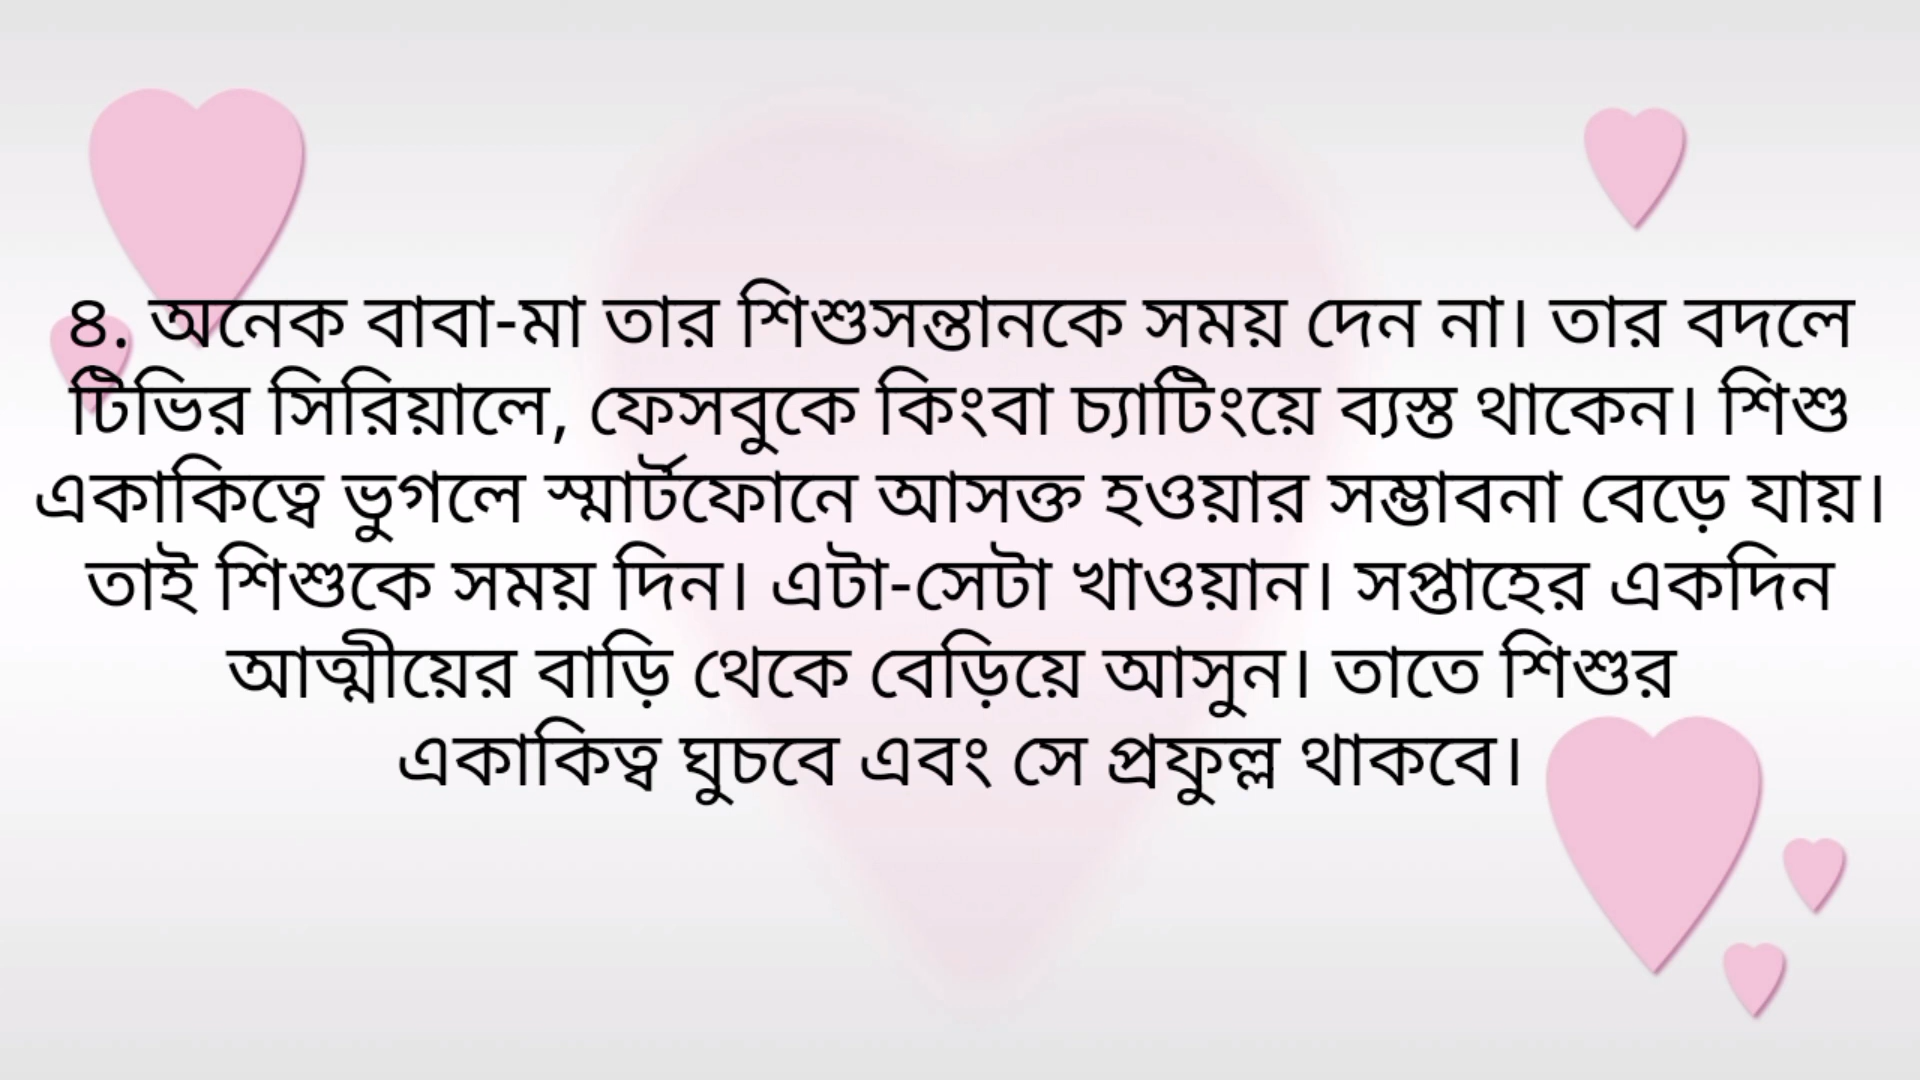 ৪. অনেক বাবা-মা তার শিশুসন্তানকে সময় দেন না। তার বদলে
টিভির সিরিয়ালে, ফেসবুকে কিংবা চ্যাটিংয়ে ব্যস্ত থাকেন। শিশু
একাকিত্বে ভুগলে স্মার্টফোনে আসক্ত হওয়ার সম্ভাবনা বেড়ে যায়।
তাই শিশুকে সময় দিন। এটা-সেটা খাওয়ান। সপ্তাহের একদিন
আত্মীয়ের বাড়ি থেকে বেড়িয়ে আসুন। তাতে শিশুর
একাকিত্ব ঘুচবে এবং সে প্রফুল্ল থাকবে।